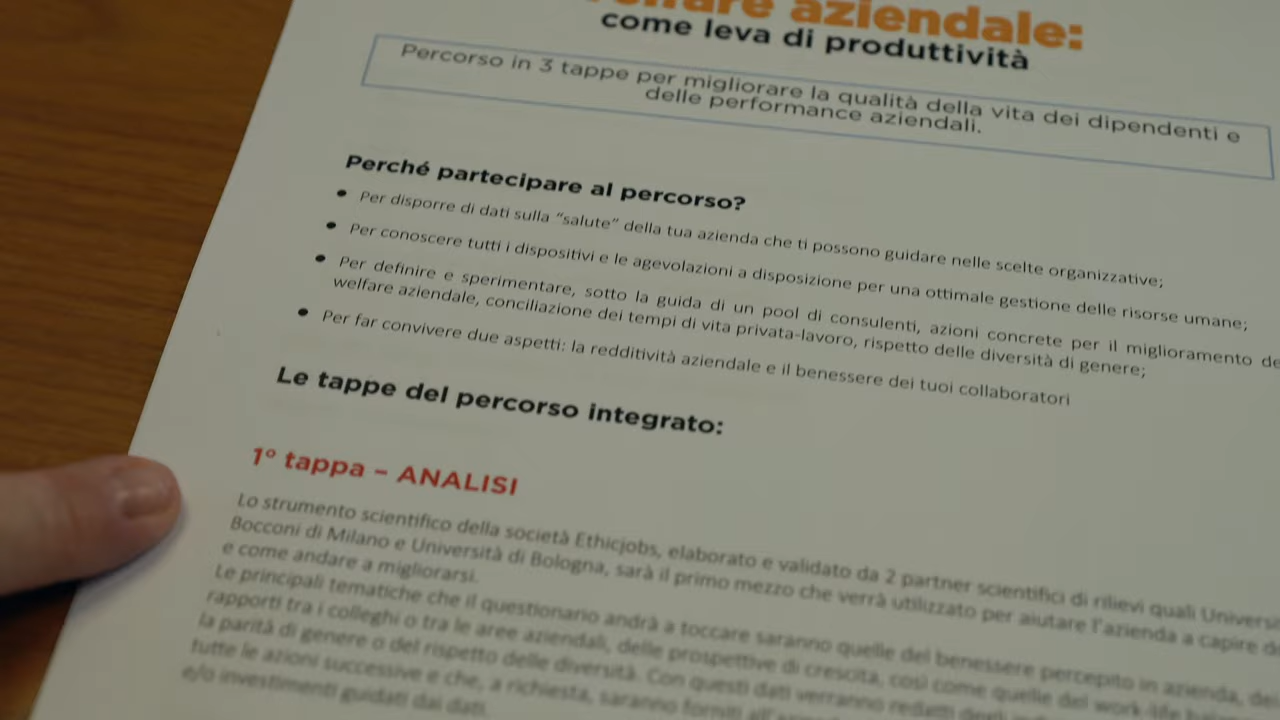 aziendale:
come leva di produttività
Percorso in 3 tappe per migliorare la qualità della vita dei dipendenti e
delle performance aziendali.
Perché partecipare al percorso?
• Per disporre di dati sulla “salute” della tua azienda che ti possono guidare nelle scelte organizzative;
• Per conoscere tutti i dispositivi e le agevolazioni a disposizione per una ottimale gestione delle risorse umane;
• Per definire e sperimentare, sotto la guida di un pool di consulenti, azioni concrete per il miglioramento
welfare aziendale, conciliazione dei tempi di vita privata-lavoro, rispetto delle diversità di genere;
• Per far convivere due aspetti: la redditività aziendale e il benessere dei tuoi collaboratori
Le tappe del percorso integrato:
1° tappa – ANALISI
Lo strumento scientifico della società Ethicjobs, elaborato e validato da 2 partner scientifici di rilievi quali
Bocconi di Milano e Università di Bologna, sarà il primo mezzo che verrà utilizzato per aiutare l'azienda a capire
e come andare a migliorarsi.
Le principali tematiche che il questionario andrà a toccare saranno quelle del benessere percepito in azienda,
rapporti tra i colleghi o tra le aree aziendali, delle prospettive di crescita, così come quelle del work-life
la parità di genere o del rispetto delle diversità. Con questi dati verranno redatti degli
tutte le azioni successive e che, a richiesta, saranno forniti
e/o investimenti guidati dai dati.